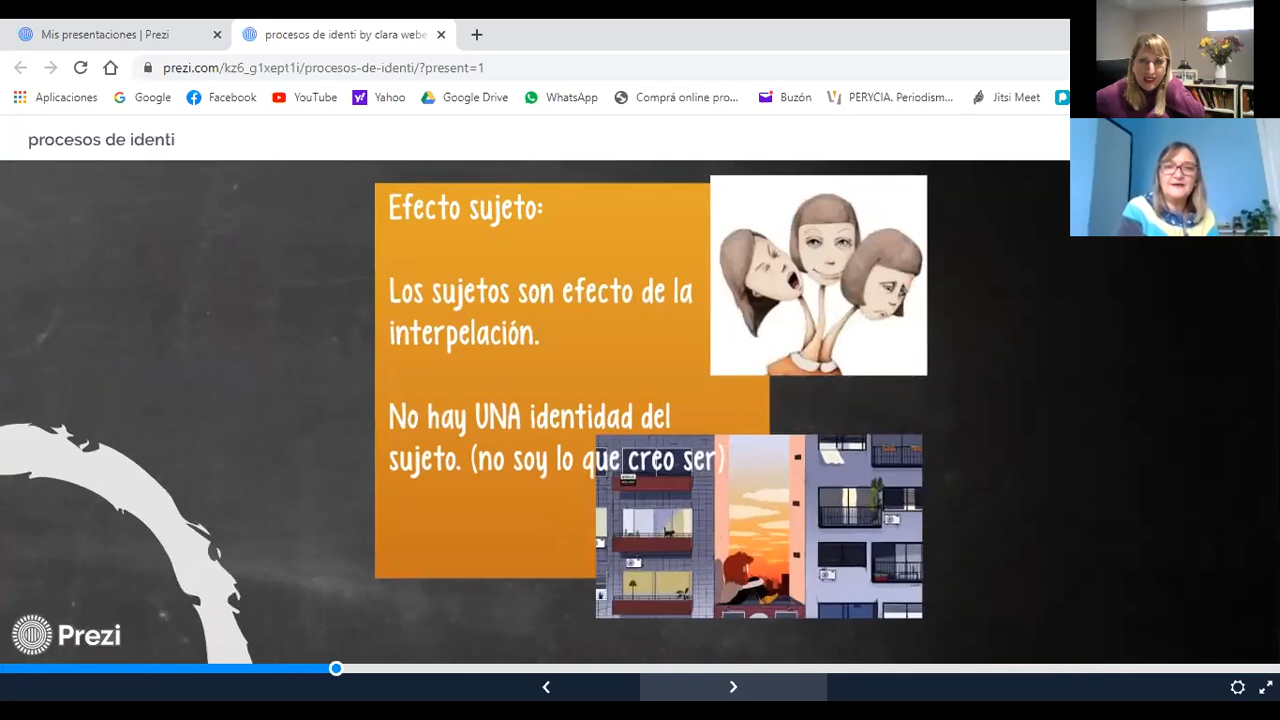 Mis presentaciones | Prezi
procesos de identi by clara webe
prezi.com/kz6_g1xept1i/procesos-de-identi/?present=1
Aplicaciones
Google
Facebook
YouTube
Yahoo
Google Drive
WhatsApp
Comprá online pro...
Buzón
PERYCIA. Periodism...
Jitsi Meet
procesos de identi
Efecto sujeto:
Los sujetos son efecto de la
interpelación.
No hay UNA identidad del
sujeto. (no soy lo que creo ser)
Prezi